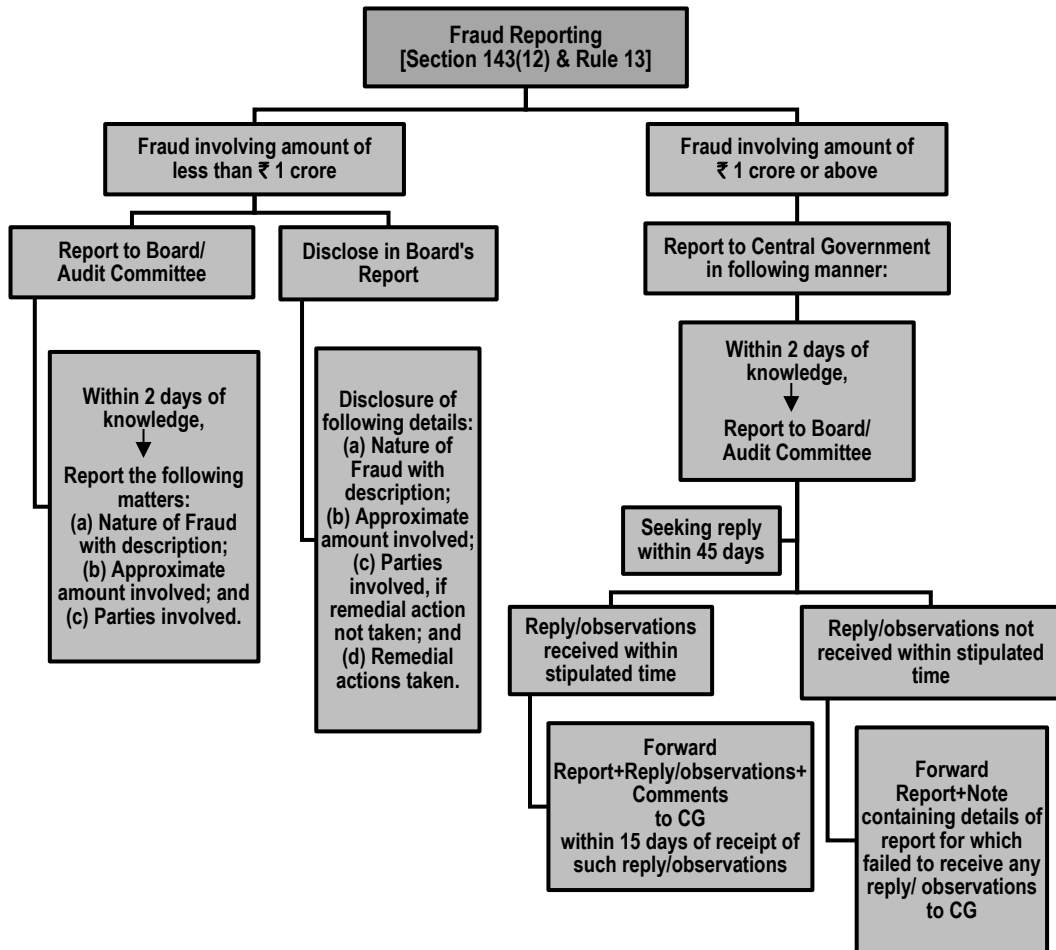 Fraud Reporting
[Section 143(12) & Rule 13]
Fraud involving amount of
less than ₹ 1 crore
Fraud involving amount of
₹ 1 crore or above
Report to Board/
Audit Committee
Disclose in Board's
Report
Report to Central Government
in following manner:
Within 2 days of
knowledge,
Report the following
matters:
(a) Nature of Fraud
with description;
(b) Approximate
amount involved; and
(c) Parties involved.
Disclosure of
following details:
(a) Nature of
Fraud with
description;
(b) Approximate
amount involved;
(c) Parties
involved, if
remedial action
not taken; and
(d) Remedial
actions taken.
Within 2 days of
knowledge,
Report to Board/
Audit Committee
Seeking reply
within 45 days
Reply/observations
received within
stipulated time
Reply/observations not
received within stipulated
time
Forward
Report+Reply/observations+
Comments
to CG
within 15 days of receipt of
such reply/observations
Forward
Report+Note
containing details of
report for which
failed to receive any
reply/ observations
to CG